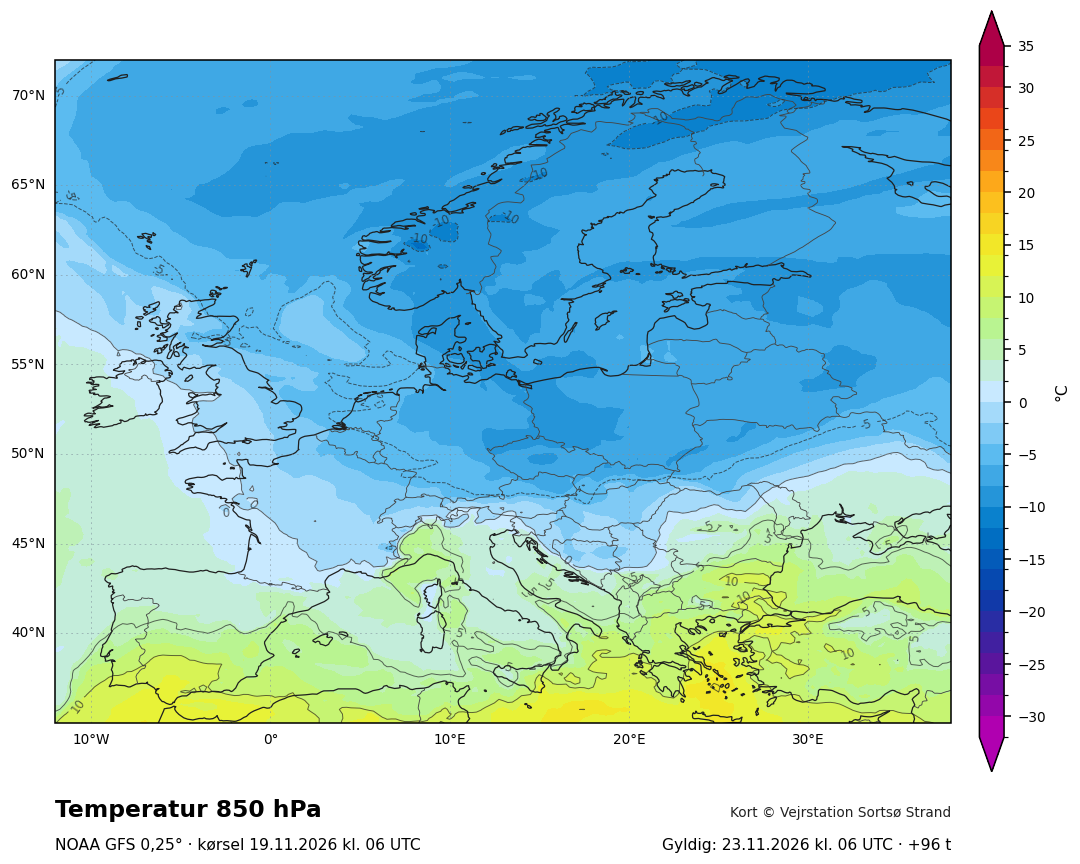 35
30
25
20
15
10
5
0
−5
−10
−15
−20
−25
−30
°C
70°N
65°N
60°N
55°N
50°N
45°N
40°N
10°W
0°
10°E
20°E
30°E
Temperatur 850 hPa
Kort © Vejrstation Sortsø Strand
NOAA GFS 0,25° · kørsel 19.11.2026 kl. 06 UTC
Gyldig: 23.11.2026 kl. 06 UTC · +96 t